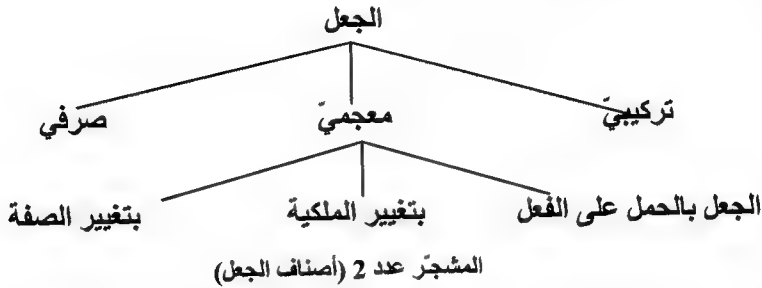 الجعل
تركيبيّ معجميّ صرفي
الجعل بالحمل على الفعل بتغيير الملكية بتغيير الصفة
المشجّر عدد 2 (أصناف الجعل)